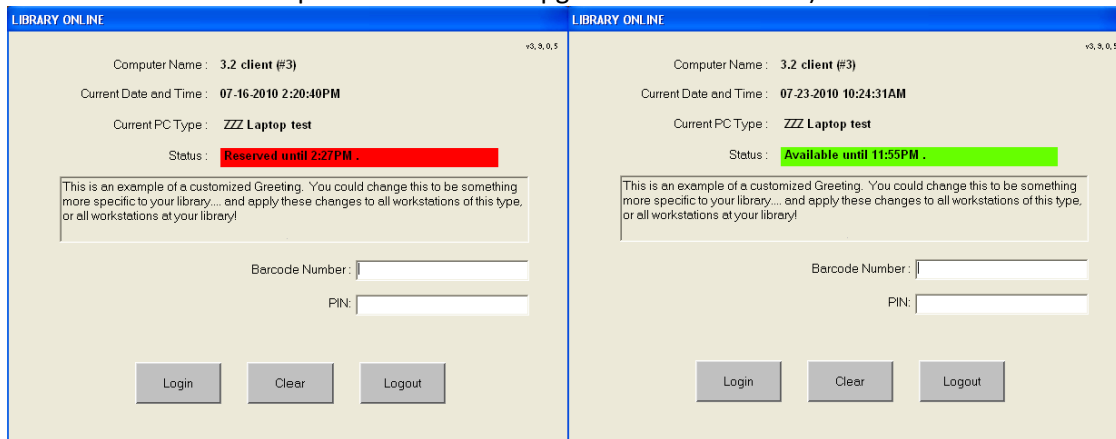 LIBRARY ONLINE
v3, 9, 0, 5
Computer Name : 3.2 client (#3)
Current Date and Time : 07-16-2010 2:20:40PM
Current PC Type : ZZZ Laptop test
Status : Reserved until 2:27PM .
This is an example of a customized Greeting. You could change this to be something
more specific to your library.... and apply these changes to all workstations of this type,
or all workstations at your library!
Barcode Number :
PIN:
Login Clear Logout
LIBRARY ONLINE
v3, 9, 0, 5
Computer Name : 3.2 client (#3)
Current Date and Time : 07-23-2010 10:24:31AM
Current PC Type : ZZZ Laptop test
Status : Available until 11:55PM .
This is an example of a customized Greeting. You could change this to be something
more specific to your library.... and apply these changes to all workstations of this type,
or all workstations at your library!
Barcode Number :
PIN:
Login Clear Logout